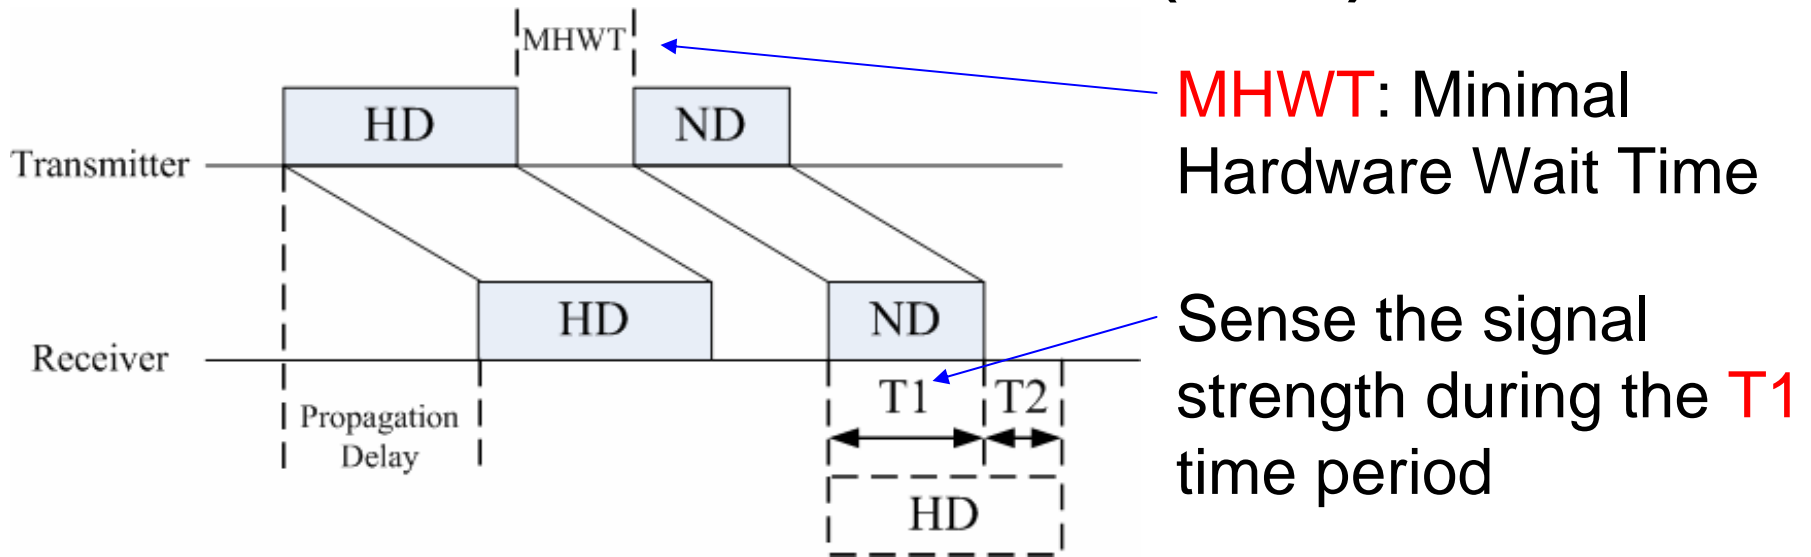 MHWT
HD
ND
Transmitter
HD
ND
Receiver
Propagation
Delay
T1
T2
HD
MHWT: Minimal
Hardware Wait Time
Sense the signal
strength during the T1
time period